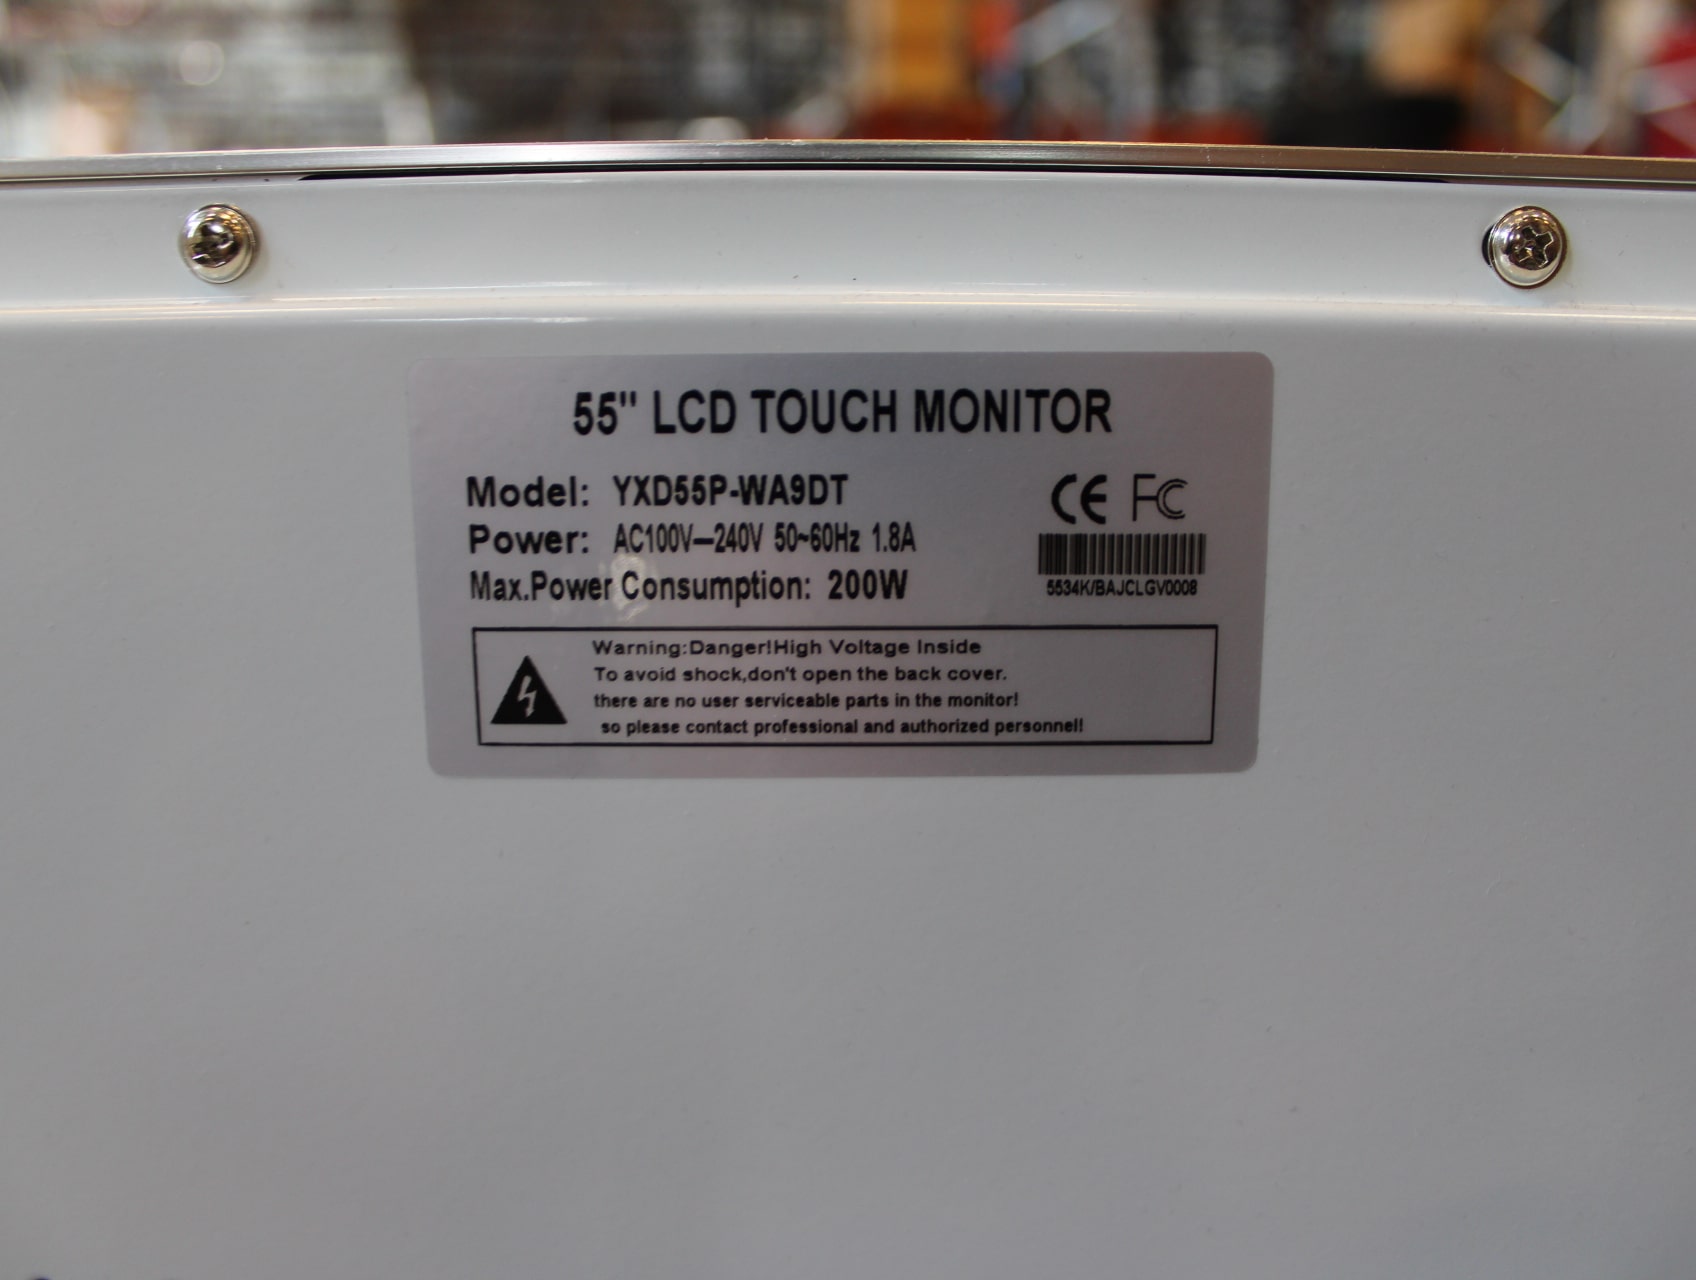 55" LCD TOUCH MONITOR
Model: YXD55P-WA9DT
Power: AC100V—240V 50~60Hz 1.8A
Max.Power Consumption: 200W
CE FC
5534K/BAJCLGV0008
Warning:Danger!High Voltage Inside
To avoid shock,don't open the back cover.
there are no user serviceable parts in the monitor!
so please contact professional and authorized personnel!